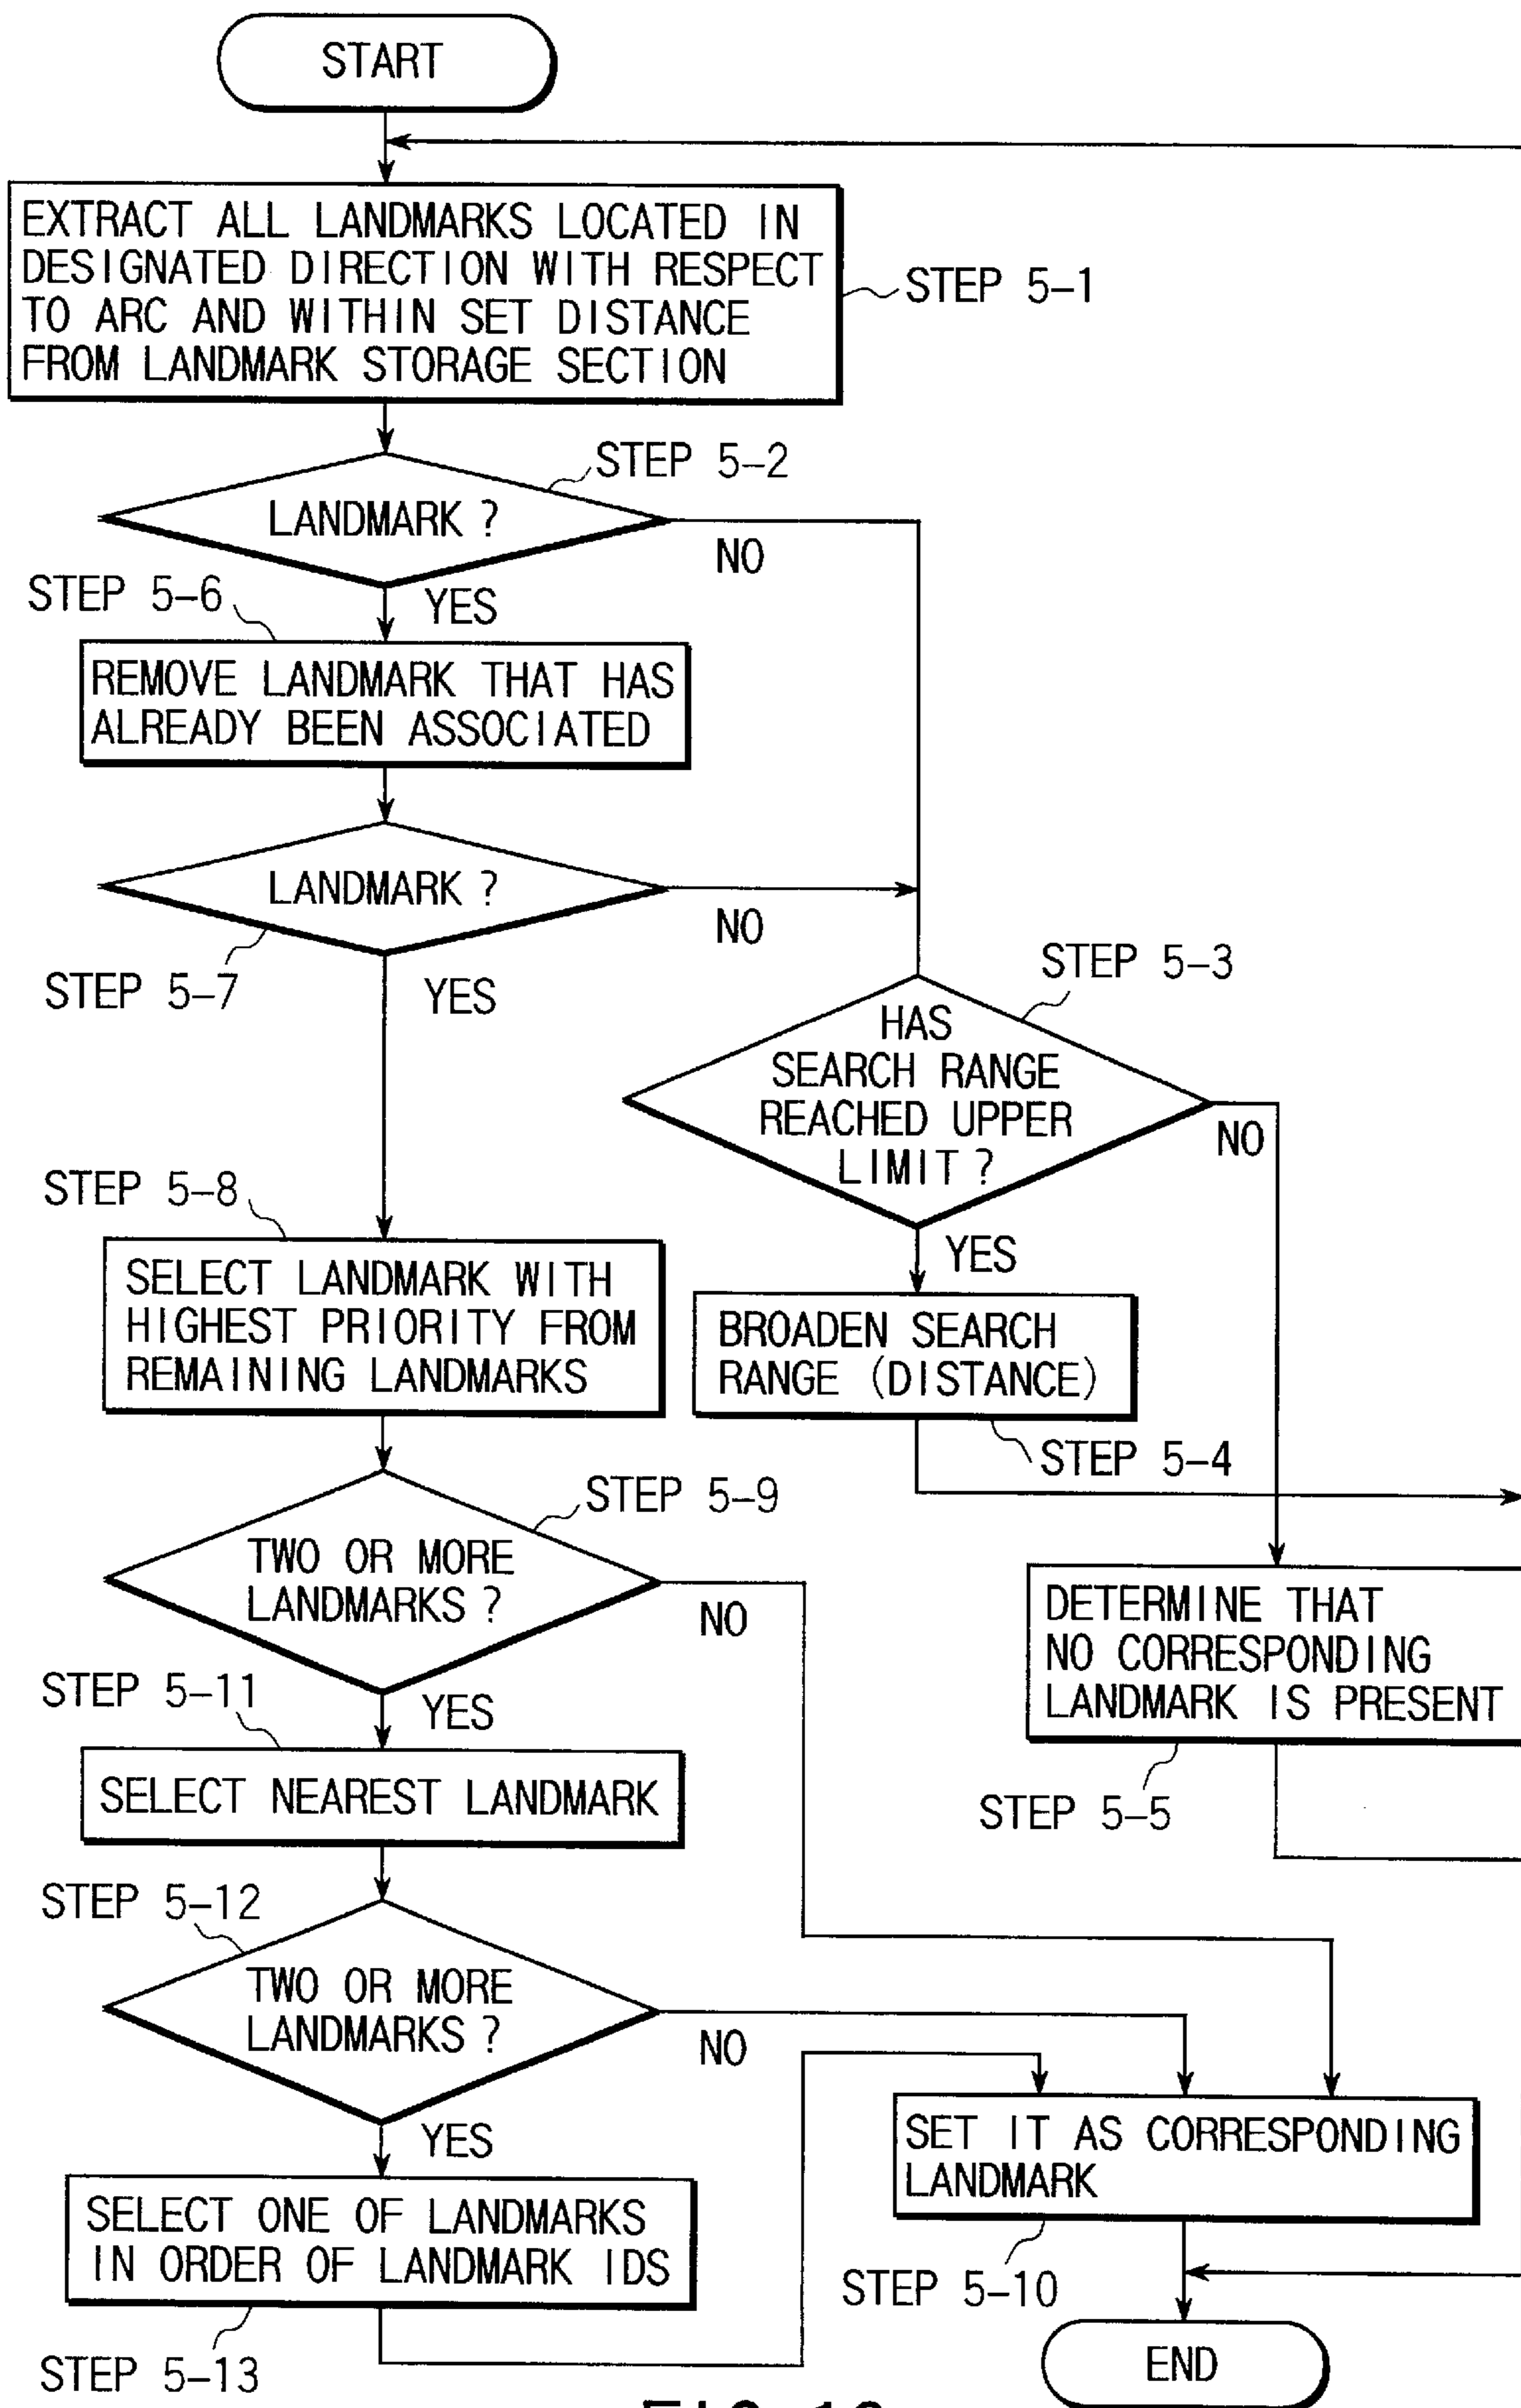 START
EXTRACT ALL LANDMARKS LOCATED IN
DESIGNATED DIRECTION WITH RESPECT
TO ARC AND WITHIN SET DISTANCE
FROM LANDMARK STORAGE SECTION
STEP 5-1
STEP 5-2
LANDMARK ?
NO
YES
STEP 5-6
REMOVE LANDMARK THAT HAS
ALREADY BEEN ASSOCIATED
LANDMARK ?
NO
STEP 5-7
YES
STEP 5-3
HAS
SEARCH RANGE
REACHED UPPER
LIMIT ?
NO
YES
STEP 5-8
SELECT LANDMARK WITH
HIGHEST PRIORITY FROM
REMAINING LANDMARKS
BROADEN SEARCH
RANGE (DISTANCE)
STEP 5-4
STEP 5-9
TWO OR MORE
LANDMARKS ?
NO
YES
DETERMINE THAT
NO CORRESPONDING
LANDMARK IS PRESENT
STEP 5-5
STEP 5-11
SELECT NEAREST LANDMARK
STEP 5-12
TWO OR MORE
LANDMARKS ?
NO
YES
SET IT AS CORRESPONDING
LANDMARK
STEP 5-10
SELECT ONE OF LANDMARKS
IN ORDER OF LANDMARK IDS
STEP 5-13
END